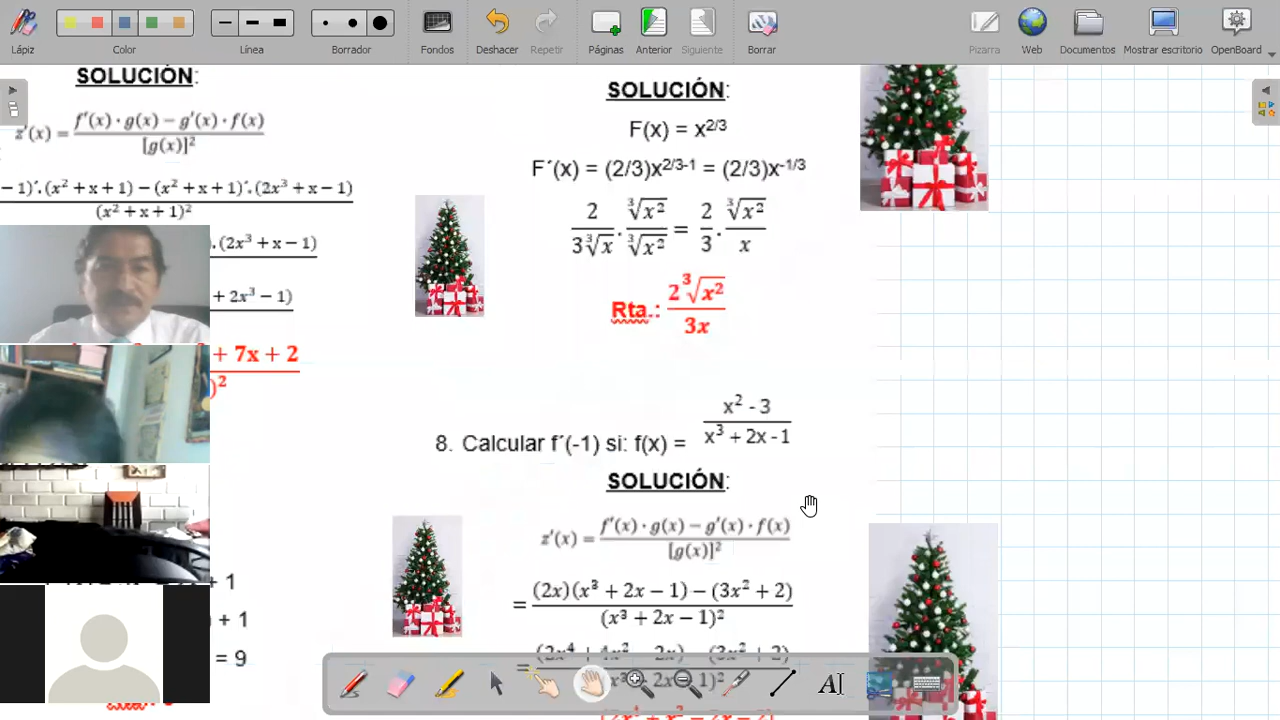 Lápiz Color Línea Borrador Fondos Deshacer Repetir Páginas Anterior Siguiente Borrar Pizarra Web Documentos Mostrar escritorio OpenBoard
SOLUCIÓN:
z'(x) = (f'(x) · g(x) − g'(x) · f(x)) / [g(x)]²
− 1)´. (x² + x + 1) − (x² + x + 1)´. (2x³ + x − 1)
(x² + x + 1)²
. (2x³ + x − 1)
+ 2x³ − 1)
+ 7x + 2
)²
+ 1
+ 1
= 9
SOLUCIÓN:
F(x) = x^2/3
F´(x) = (2/3)x^2/3-1 = (2/3)x^-1/3
2/(3∛x) . ∛x²/∛x² = 2/3 . ∛x²/x
Rta.: 2∛x² / 3x
8. Calcular f´(-1) si: f(x) = (x² - 3) / (x³ + 2x - 1)
SOLUCIÓN:
z'(x) = (f'(x) · g(x) − g'(x) · f(x)) / [g(x)]²
= ((2x)(x³ + 2x − 1) − (3x² + 2)) / (x³ + 2x − 1)²